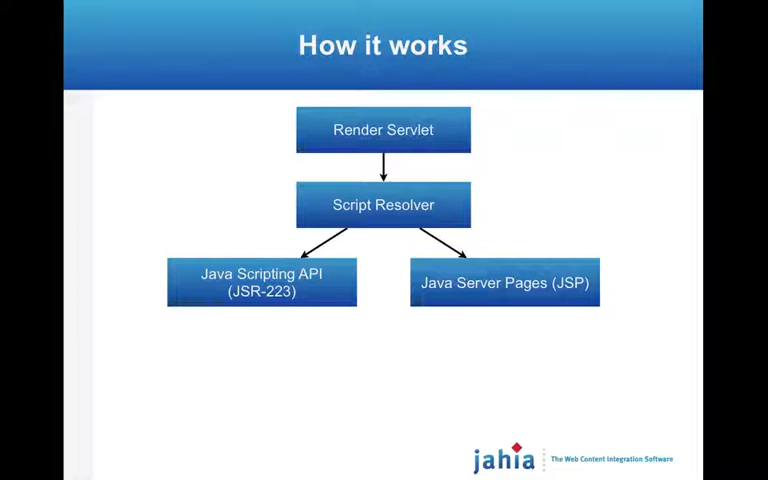 How it works
Render Servlet
Script Resolver
Java Scripting API
(JSR-223)
Java Server Pages (JSP)
jahia
The Web Content Integration Software